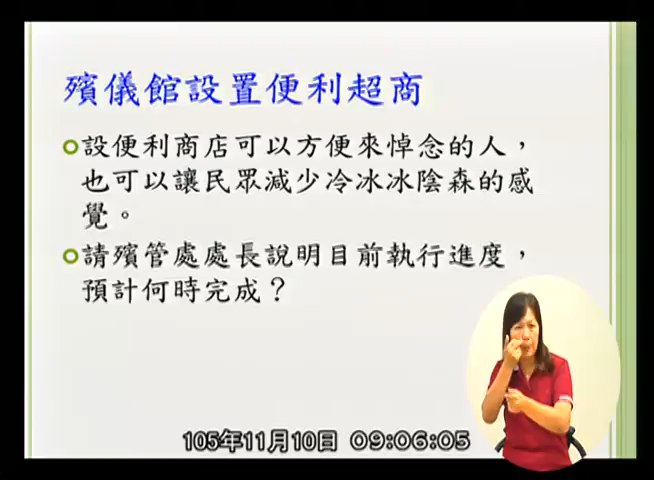 殯儀館設置便利超商
設便利商店可以方便來悼念的人，
也可以讓民眾減少冷冰冰陰森的感
覺。
請殯管處處長說明目前執行進度，
預計何時完成？
105年11月10日 09:06:05